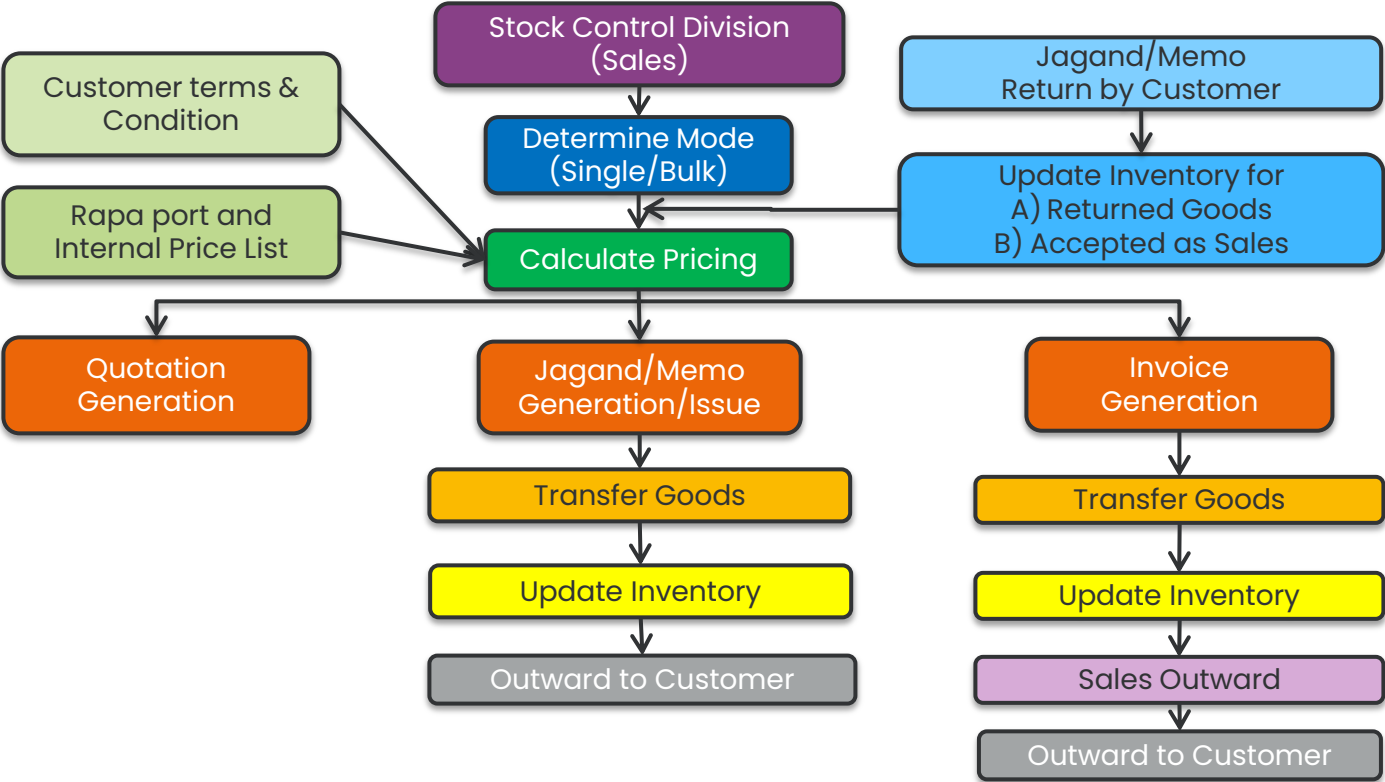 Stock Control Division
(Sales)
Customer terms &
Condition
Jagand/Memo
Return by Customer
Determine Mode
(Single/Bulk)
Rapa port and
Internal Price List
Update Inventory for
A) Returned Goods
B) Accepted as Sales
Calculate Pricing
Quotation
Generation
Jagand/Memo
Generation/Issue
Invoice
Generation
Transfer Goods
Transfer Goods
Update Inventory
Update Inventory
Outward to Customer
Sales Outward
Outward to Customer